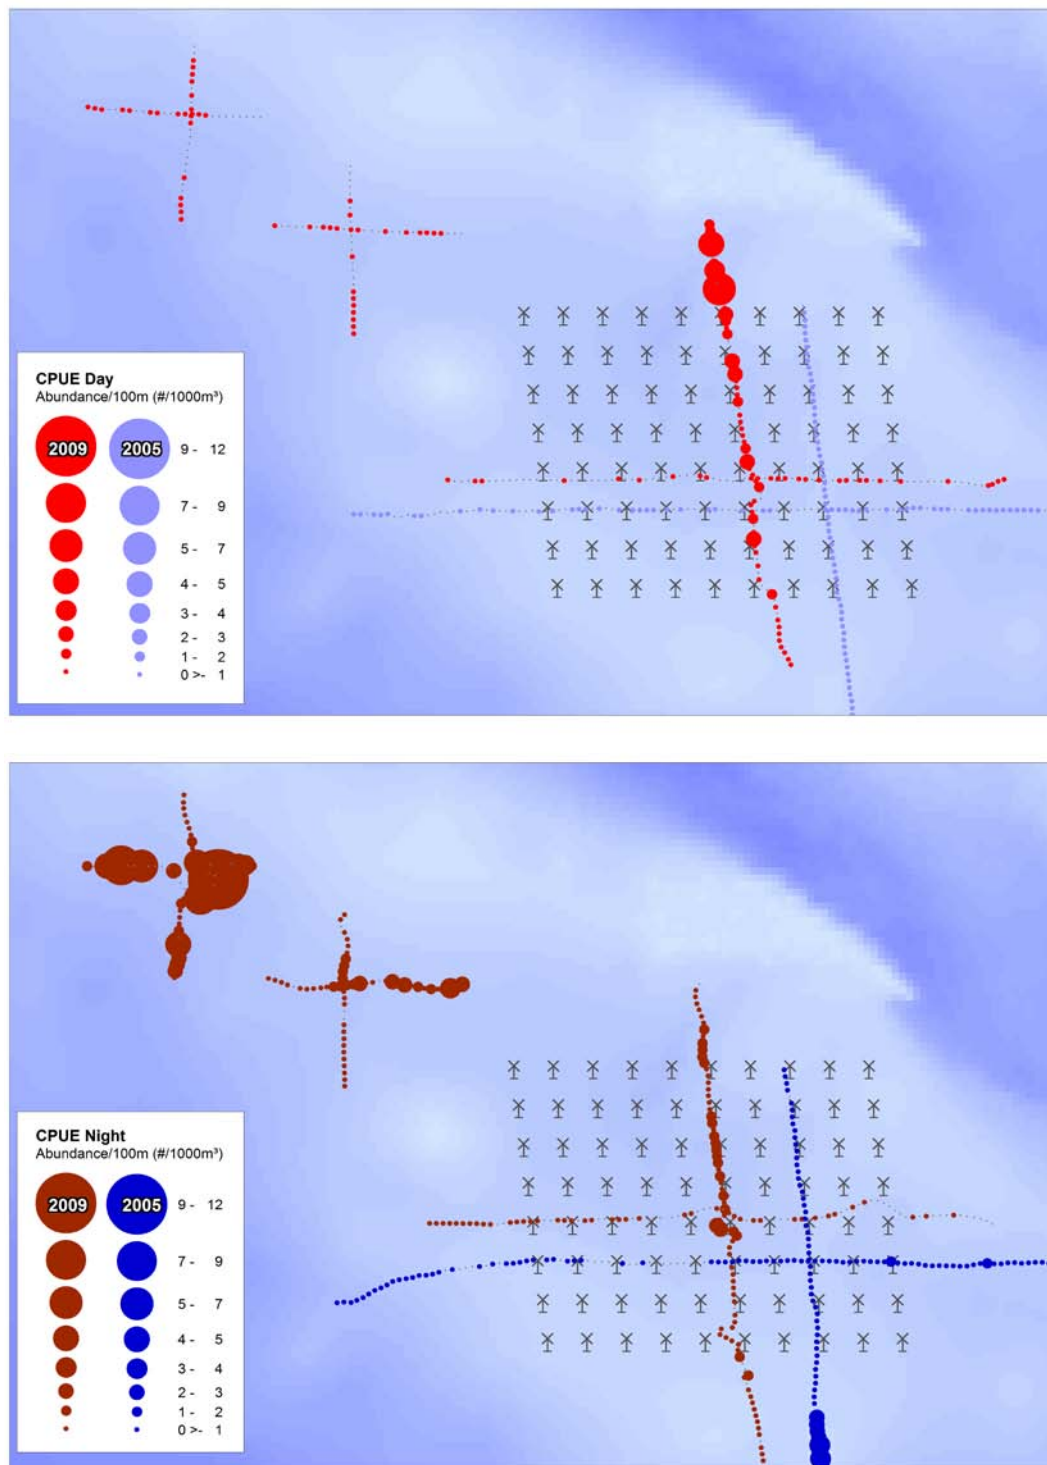 CPUE Day
Abundance/100m (#/1000m³)
2009 2005 9 - 12
7 - 9
5 - 7
4 - 5
3 - 4
2 - 3
1 - 2
0 >- 1
CPUE Night
Abundance/100m (#/1000m³)
2009 2005 9 - 12
7 - 9
5 - 7
4 - 5
3 - 4
2 - 3
1 - 2
0 >- 1